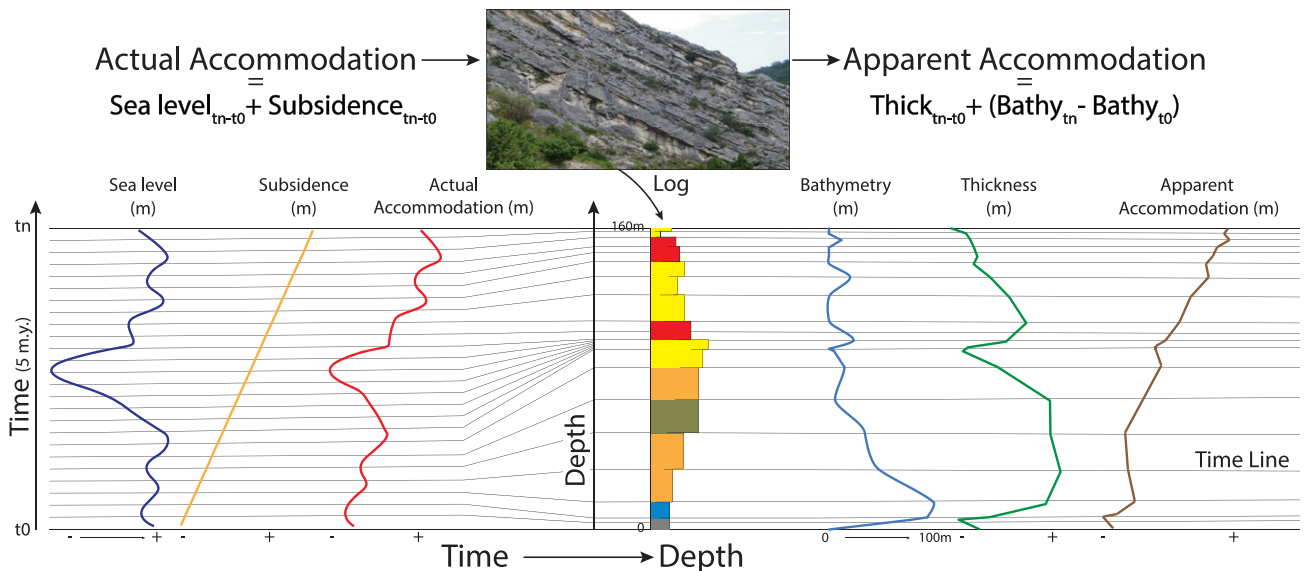 Actual Accommodation
=
Sea level tn-t0 + Subsidence tn-t0
Apparent Accommodation
=
Thick tn-t0 + (Bathy tn - Bathy t0)
Sea level
(m)
Subsidence
(m)
Actual
Accommodation (m)
Log
Bathymetry
(m)
Thickness
(m)
Apparent
Accommodation (m)
tn
Time (5 m.y.)
t0
160m
Depth
0
Time Line
- +
- +
- +
0 100m
- +
- +
Time Depth